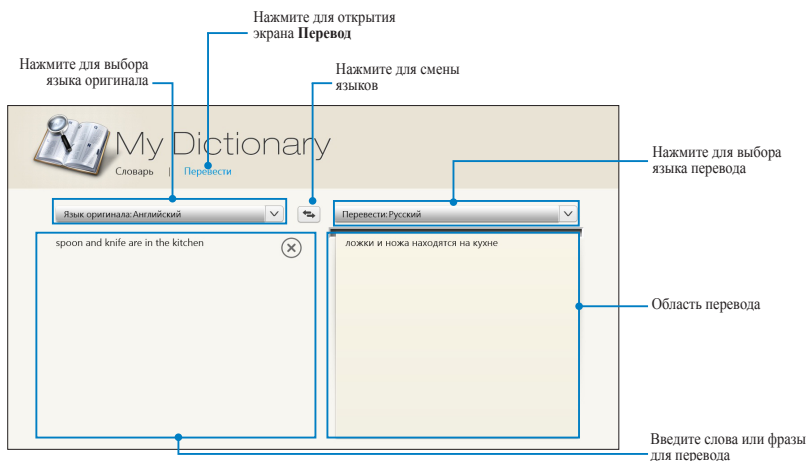 Нажмите для открытия
экрана Перевод
Нажмите для выбора
языка оригинала
Нажмите для смены
языков
My Dictionary
Словарь | Перевести
Нажмите для выбора
языка перевода
Язык оригинала:Английский
Перевести:Русский
spoon and knife are in the kitchen
ложки и ножа находятся на кухне
Область перевода
Введите слова или фразы
для перевода